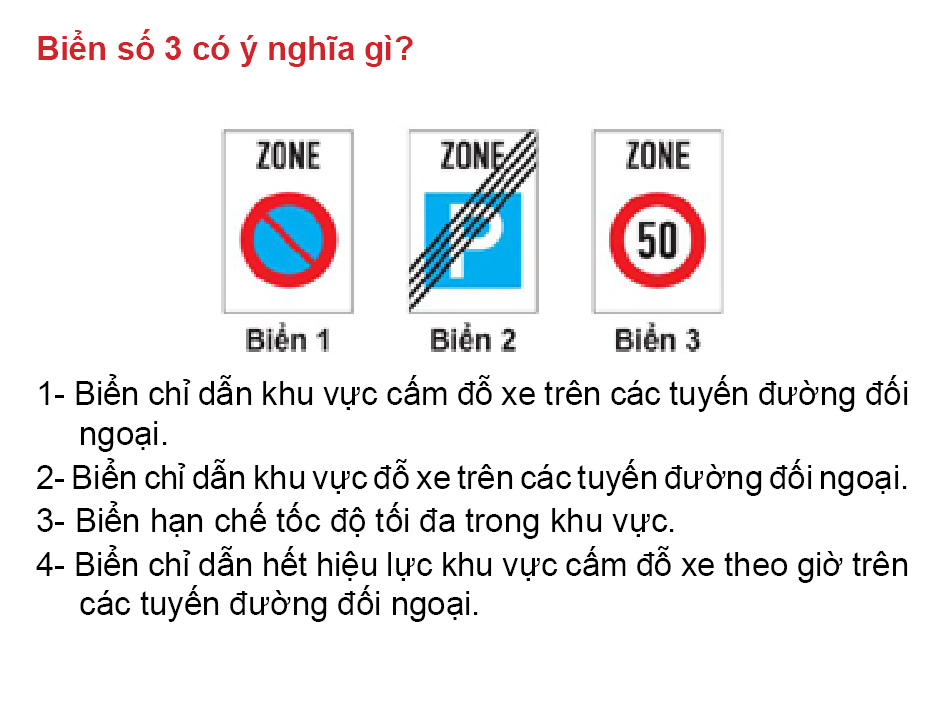 Biển số 3 có ý nghĩa gì?
ZONE ZONE ZONE
P 50
Biển 1 Biển 2 Biển 3
1- Biển chỉ dẫn khu vực cấm đỗ xe trên các tuyến đường đối
ngoại.
2- Biển chỉ dẫn khu vực đỗ xe trên các tuyến đường đối ngoại.
3- Biển hạn chế tốc độ tối đa trong khu vực.
4- Biển chỉ dẫn hết hiệu lực khu vực cấm đỗ xe theo giờ trên
các tuyến đường đối ngoại.